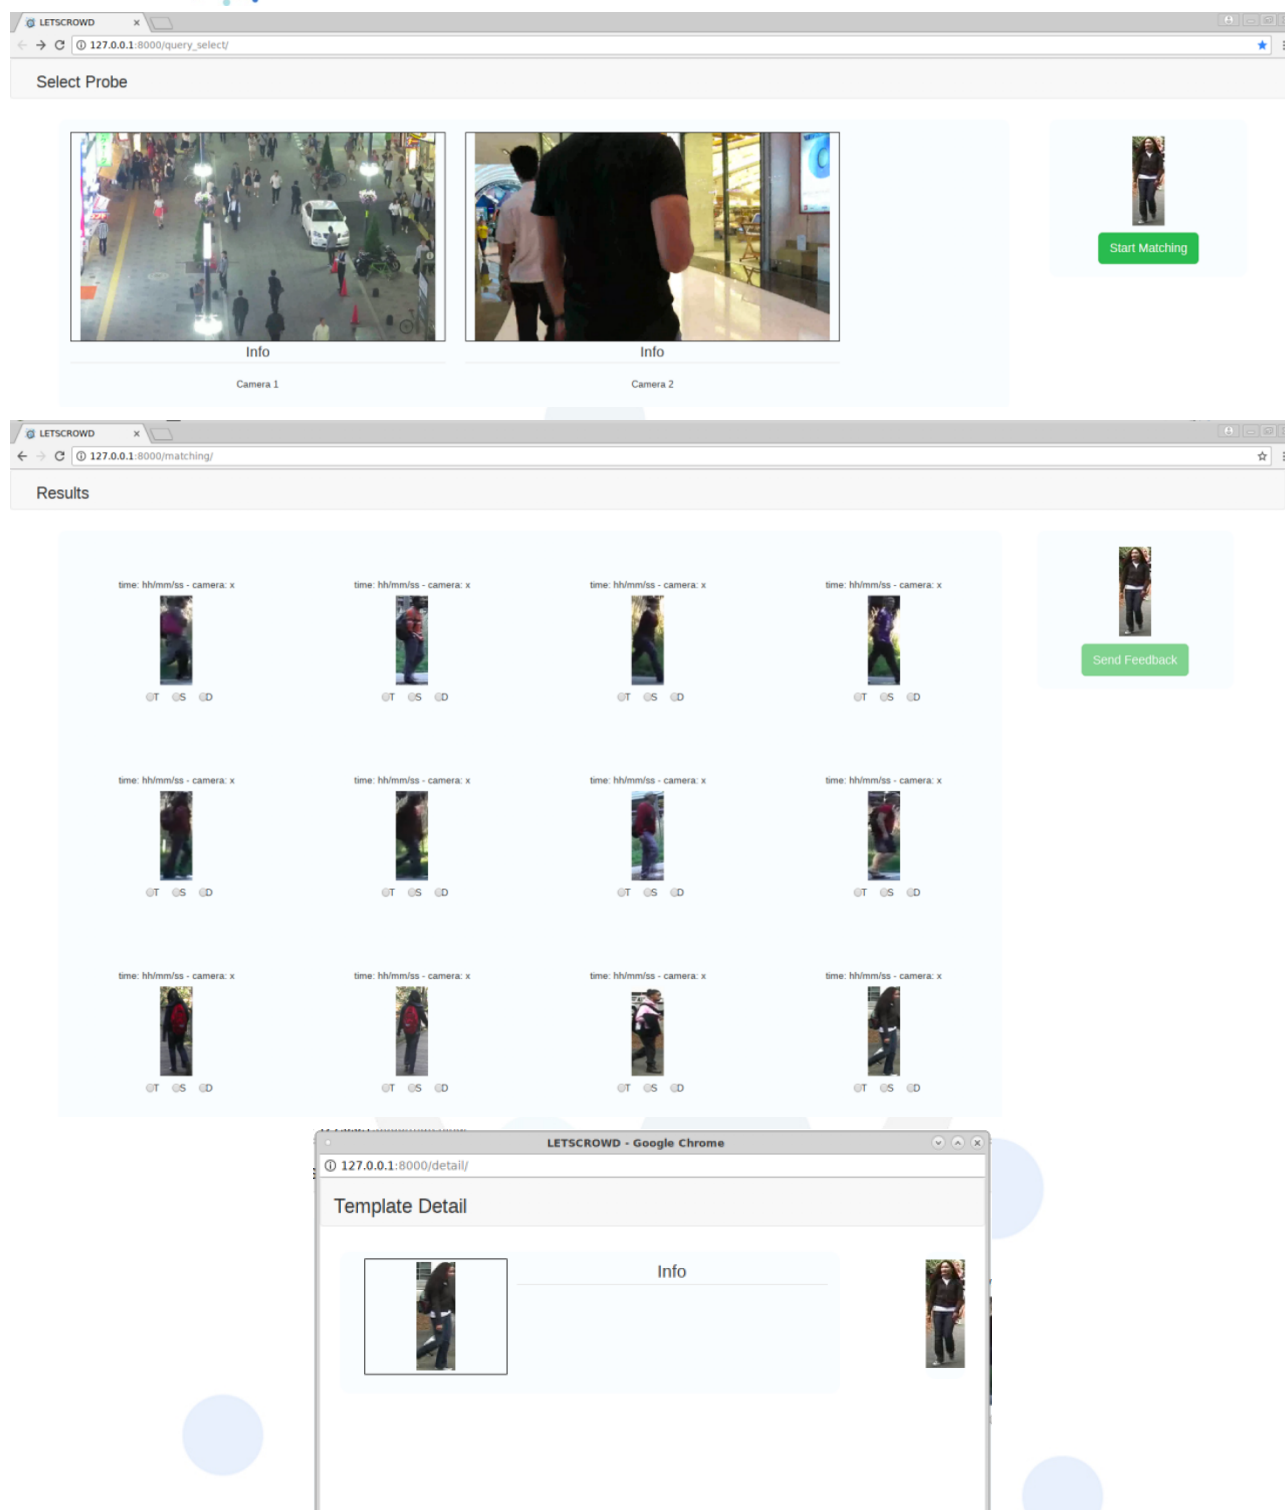 LETSCROWD
127.0.0.1:8000/query_select/
Select Probe
Start Matching
Info
Info
Camera 1
Camera 2
LETSCROWD
127.0.0.1:8000/matching/
Results
time: hh/mm/ss - camera: x
time: hh/mm/ss - camera: x
time: hh/mm/ss - camera: x
time: hh/mm/ss - camera: x
Send Feedback
T S D
T S D
T S D
T S D
time: hh/mm/ss - camera: x
time: hh/mm/ss - camera: x
time: hh/mm/ss - camera: x
time: hh/mm/ss - camera: x
T S D
T S D
T S D
T S D
time: hh/mm/ss - camera: x
time: hh/mm/ss - camera: x
time: hh/mm/ss - camera: x
time: hh/mm/ss - camera: x
T S D
T S D
T S D
T S D
LETSCROWD - Google Chrome
127.0.0.1:8000/detail/
Template Detail
Info